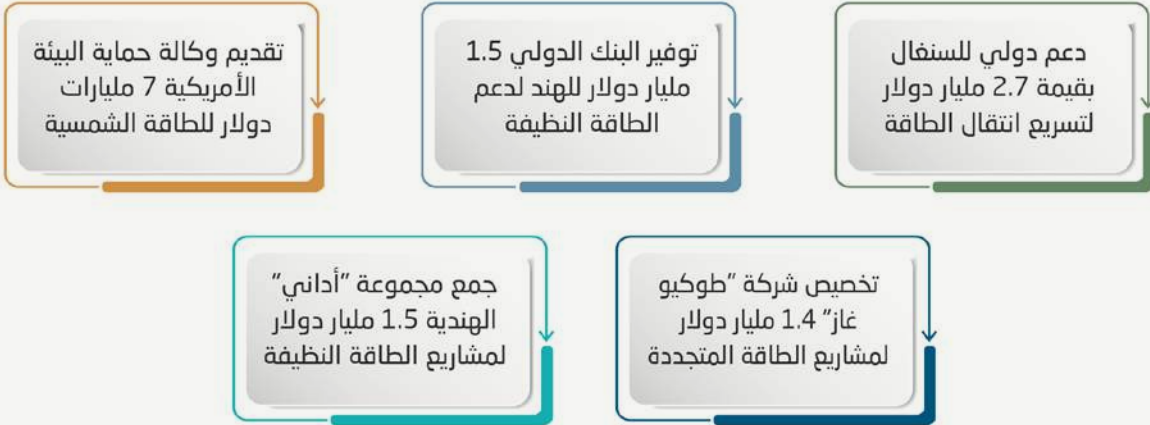 دعم دولي للسنغال
بقيمة 2.7 مليار دولار
لتسريع انتقال الطاقة
توفير البنك الدولي 1.5
مليار دولار للهند لدعم
الطاقة النظيفة
تقديم وكالة حماية البيئة
الأمريكية 7 مليارات
دولار للطاقة الشمسية
تخصيص شركة "طوكيو
غاز" 1.4 مليار دولار
لمشاريع الطاقة المتجددة
جمع مجموعة "أداني"
الهندية 1.5 مليار دولار
لمشاريع الطاقة النظيفة